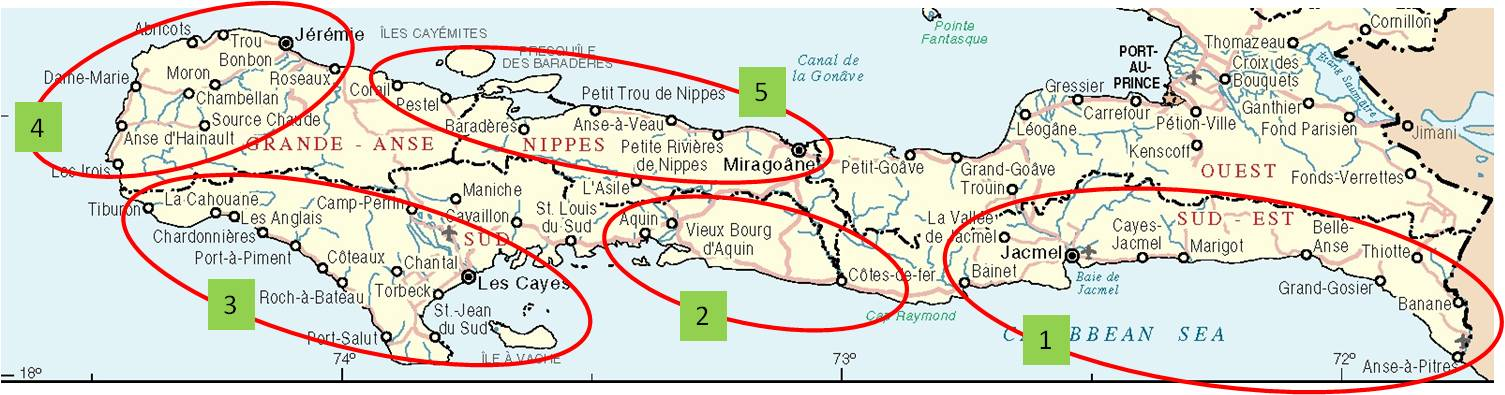 Abricots
Trou
Bonbon
Jérémie
ÎLES CAYÉMITES
PRESQU'ÎLE
DES BARADÈRES
Canal de
la Gonâve
Pointe
Fantasque
PORT-
AU-
PRINCE
Thomazeau
Cornillon
Croix des
Bouquets
Etang Saumâtre
Dame-Marie
Moron
Roseaux
Chambellan
Corail
Pestel
Petit Trou de Nippes
5
Gressier
Ganthier
4
Source Chaude
Anse d'Hainault
Baradères
Anse-à-Veau
Léogâne
Carrefour
Pétion-Ville
Fond Parisien
Jimani
GRANDE - ANSE
NIPPES
Petite Rivières
de Nippes
Miragoâne
Petit-Goâve
Grand-Goâve
Kenscoff
OUEST
Les Irois
Trouin
Fonds-Verrettes
Tiburon
La Cahouane
Les Anglais
Camp-Perrin
Maniche
Cavaillon
L'Asile
St. Louis
du Sud
Aquin
Vieux Bourg
d'Aquin
La Vallée
de Jacmel
SUD - EST
Chardonnières
SUD
Cayes-
Jacmel
Marigot
Belle-
Anse
Thiotte
Port-à-Piment
Côteaux
Chantal
Jacmel
Les Cayes
Côtes-de-fer
Bainet
Baie de
Jacmel
Grand-Gosier
Banane
3
Roch-à-Bateau
Torbeck
St.-Jean
du Sud
2
Cap Raymond
CARIBBEAN SEA
1
Port-Salut
ÎLE À VACHE
Anse-à-Pitres
18°
74°
73°
72°